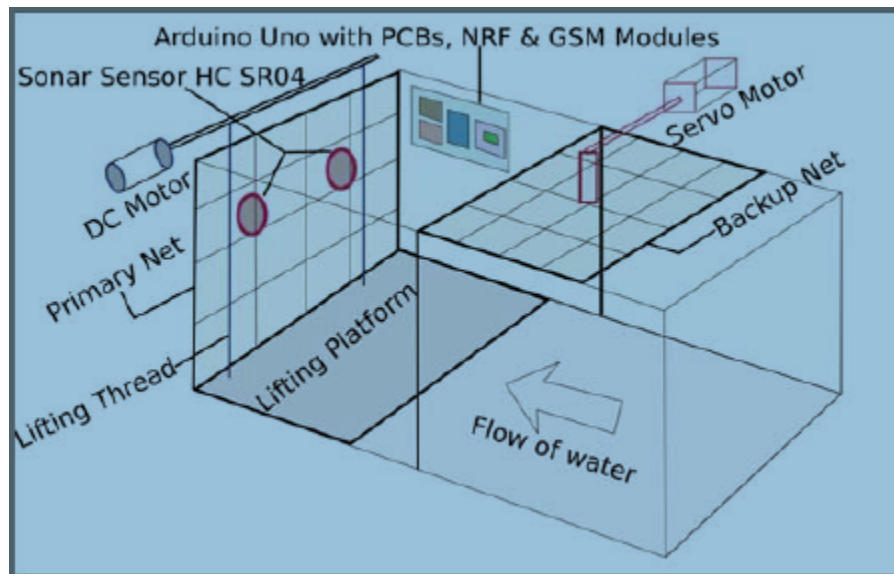 Arduino Uno with PCBs, NRF & GSM Modules
Sonar Sensor HC SR04
Servo Motor
DC Motor
Backup Net
Primary Net
Lifting Platform
Lifting Thread
Flow of water